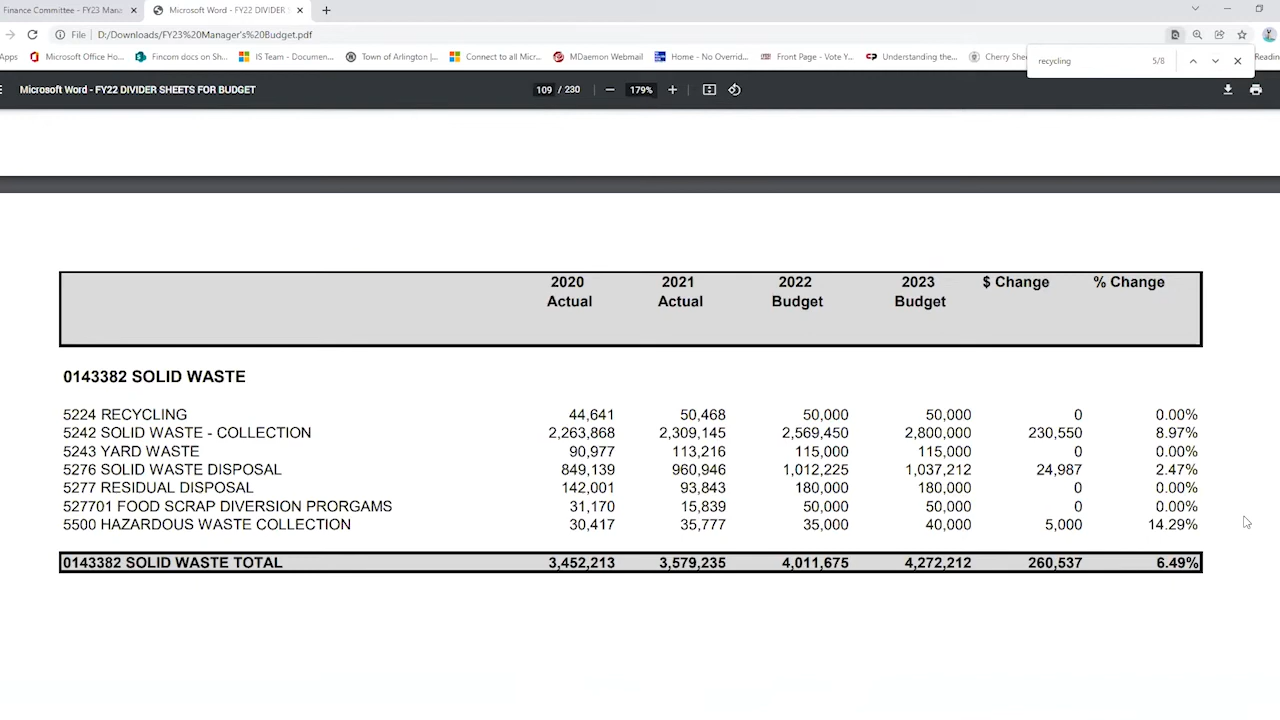 Finance Committee - FY23 Mana
Microsoft Word - FY22 DIVIDER S
File D:/Downloads/FY23%20Manager's%20Budget.pdf
Apps Microsoft Office Ho... Fincom docs on Sh... IS Team - Documen... Town of Arlington |... Connect to all Micr... MDaemon Webmail Home - No Overrid... Front Page - Vote Y... Understanding the... Cherry She Reading
recycling 5/8
Microsoft Word - FY22 DIVIDER SHEETS FOR BUDGET 109 / 230 179%
2020 2021 2022 2023 $ Change % Change
Actual Actual Budget Budget
0143382 SOLID WASTE
5224 RECYCLING 44,641 50,468 50,000 50,000 0 0.00%
5242 SOLID WASTE - COLLECTION 2,263,868 2,309,145 2,569,450 2,800,000 230,550 8.97%
5243 YARD WASTE 90,977 113,216 115,000 115,000 0 0.00%
5276 SOLID WASTE DISPOSAL 849,139 960,946 1,012,225 1,037,212 24,987 2.47%
5277 RESIDUAL DISPOSAL 142,001 93,843 180,000 180,000 0 0.00%
527701 FOOD SCRAP DIVERSION PRORGAMS 31,170 15,839 50,000 50,000 0 0.00%
5500 HAZARDOUS WASTE COLLECTION 30,417 35,777 35,000 40,000 5,000 14.29%
0143382 SOLID WASTE TOTAL 3,452,213 3,579,235 4,011,675 4,272,212 260,537 6.49%